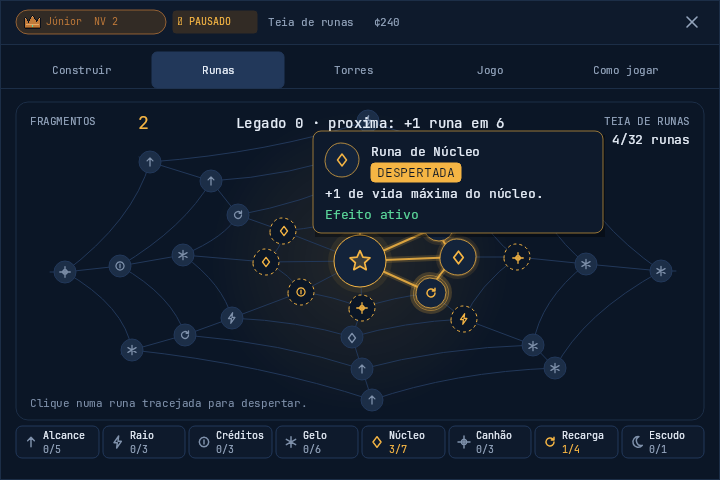 Júnior NV 2
PAUSADO
Teia de runas
$240
Construir
Runas
Torres
Jogo
Como jogar
FRAGMENTOS 2
Legado 0 · proxima: +1 runa em 6
TEIA DE RUNAS
4/32 runas
Runa de Núcleo
DESPERTADA
+1 de vida máxima do núcleo.
Efeito ativo
Clique numa runa tracejada para despertar.
Alcance
0/5
Raio
0/3
Créditos
0/3
Gelo
0/6
Núcleo
3/7
Canhão
0/3
Recarga
1/4
Escudo
0/1